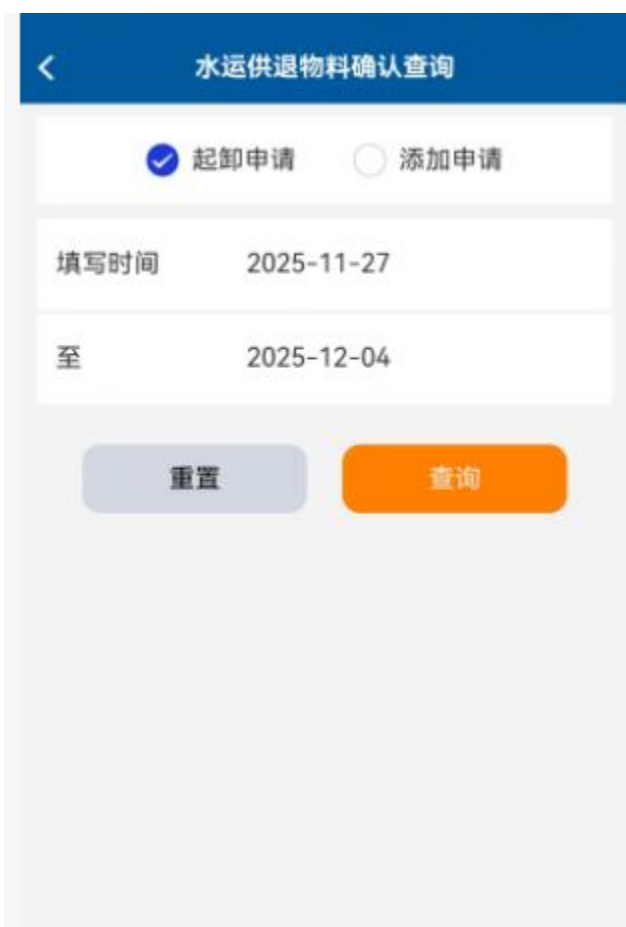 水运供退物料确认查询
起卸申请 添加申请
填写时间 2025-11-27
至 2025-12-04
重置 查询